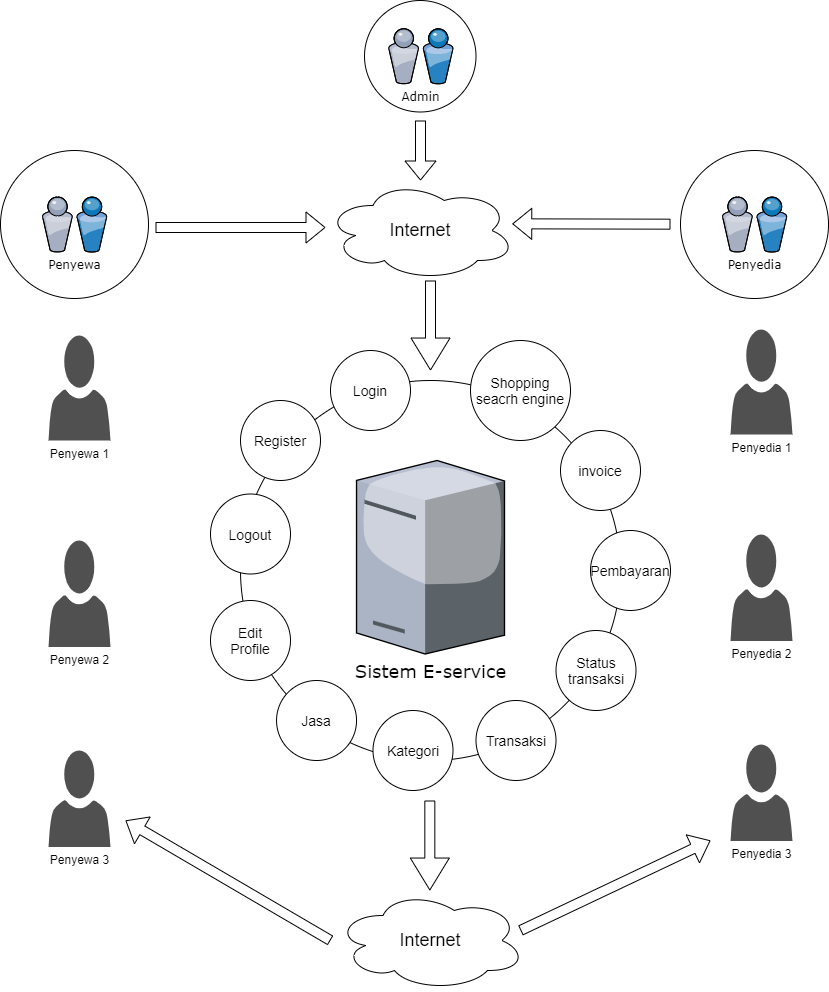 Admin
Penyewa
Internet
Penyedia
Penyewa 1
Penyedia 1
Login
Shopping
seacrh engine
Register
invoice
Logout
Pembayaran
Edit
Profile
Status
transaksi
Sistem E-service
Jasa
Kategori
Transaksi
Penyewa 2
Penyedia 2
Penyewa 3
Penyedia 3
Internet